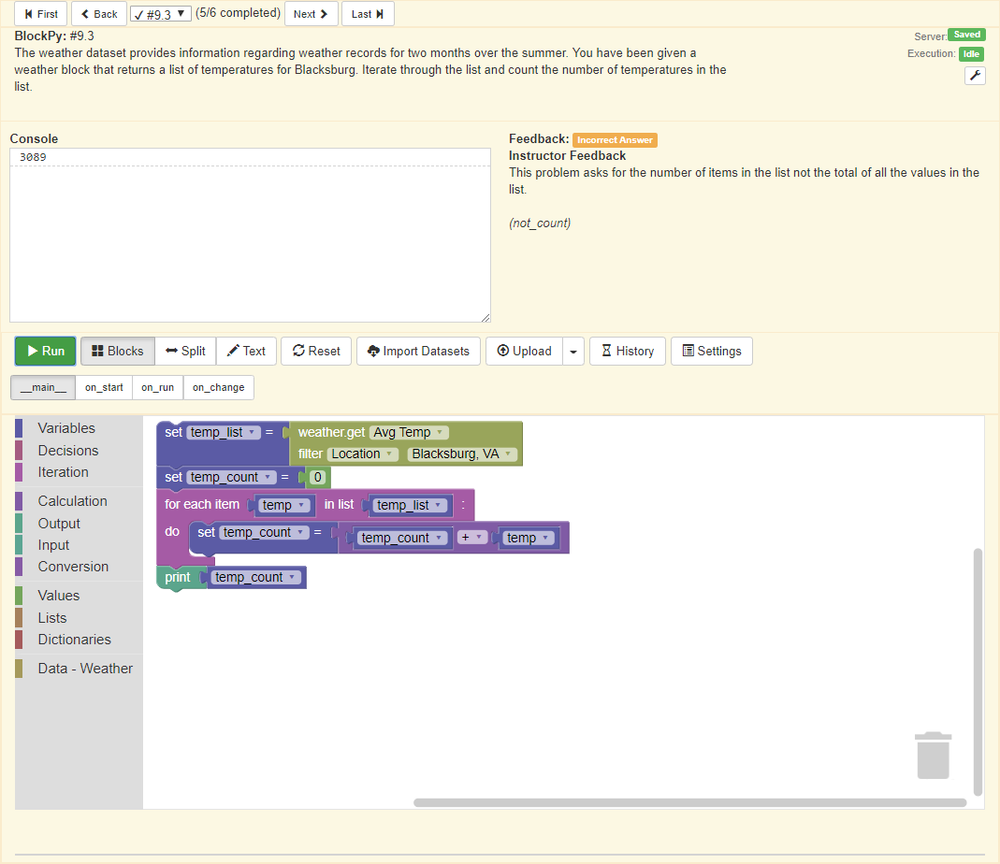 First Back ✓ #9.3 (5/6 completed) Next Last
BlockPy: #9.3
Server: Saved
The weather dataset provides information regarding weather records for two months over the summer. You have been given a
Execution: Idle
weather block that returns a list of temperatures for Blacksburg. Iterate through the list and count the number of temperatures in the
list.
Console
3089
Feedback: Incorrect Answer
Instructor Feedback
This problem asks for the number of items in the list not the total of all the values in the
list.
(not_count)
Run Blocks Split Text Reset Import Datasets Upload History Settings
__main__ on_start on_run on_change
Variables
Decisions
Iteration
Calculation
Output
Input
Conversion
Values
Lists
Dictionaries
Data - Weather
set temp_list = weather.get Avg Temp
filter Location Blacksburg, VA
set temp_count = 0
for each item temp in list temp_list :
do set temp_count = temp_count + temp
print temp_count